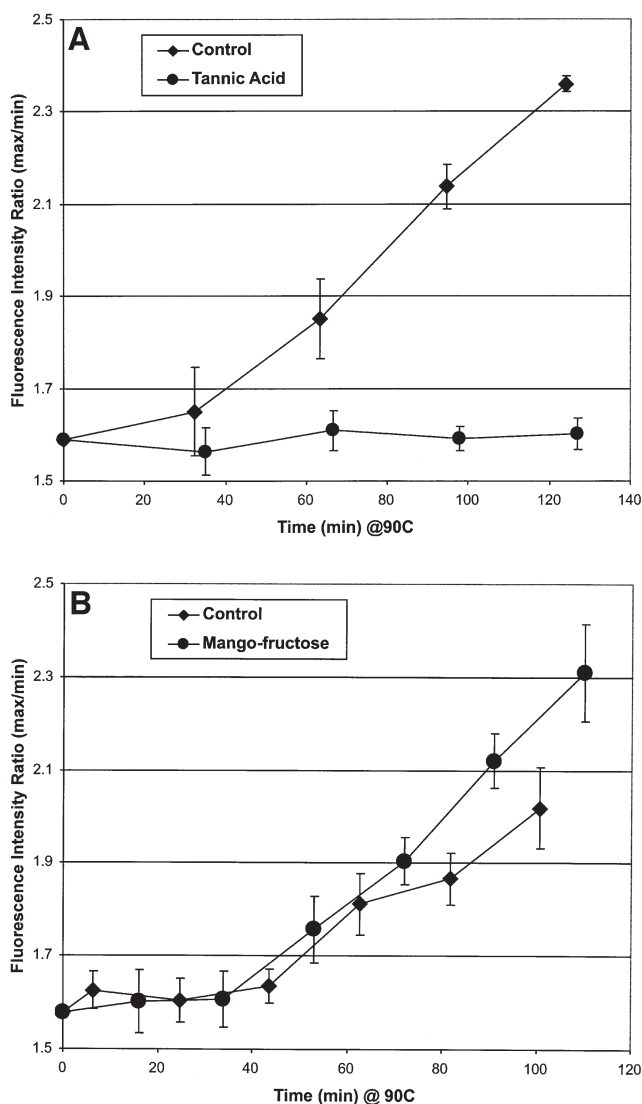 A
Control
Tannic Acid
Fluorescence Intensity Ratio (max/min)
2.5
2.3
2.1
1.9
1.7
1.5
0 20 40 60 80 100 120 140
Time (min) @90C
B
Control
Mango-fructose
Fluorescence Intensity Ratio (max/min)
2.5
2.3
2.1
1.9
1.7
1.5
0 20 40 60 80 100 120
Time (min) @ 90C